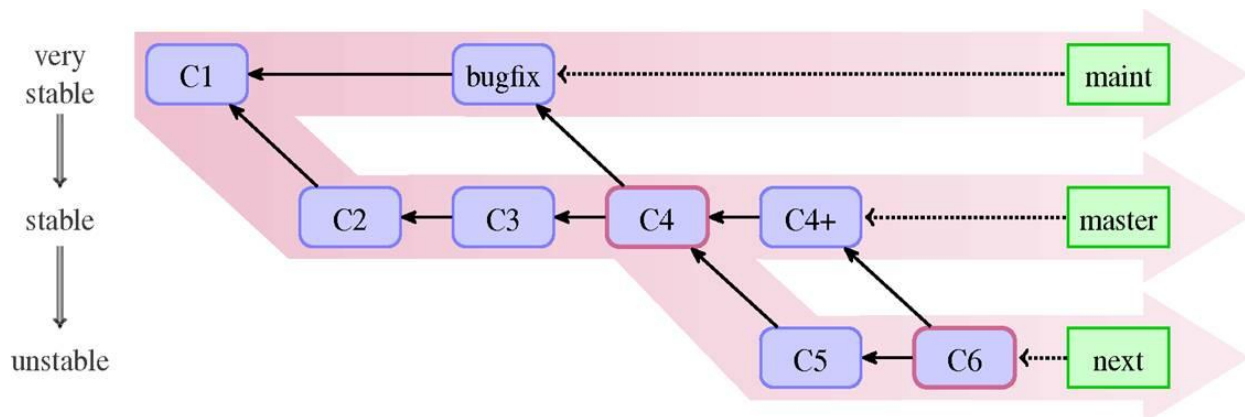 very
stable
C1
bugfix
maint
stable
C2
C3
C4
C4+
master
unstable
C5
C6
next